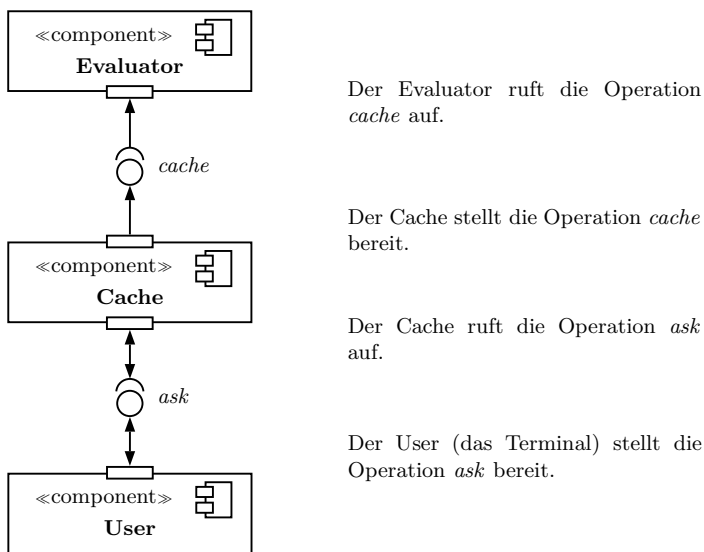 «component»
Evaluator
Der Evaluator ruft die Operation
cache auf.
cache
Der Cache stellt die Operation cache
bereit.
«component»
Cache
Der Cache ruft die Operation ask
auf.
ask
Der User (das Terminal) stellt die
Operation ask bereit.
«component»
User